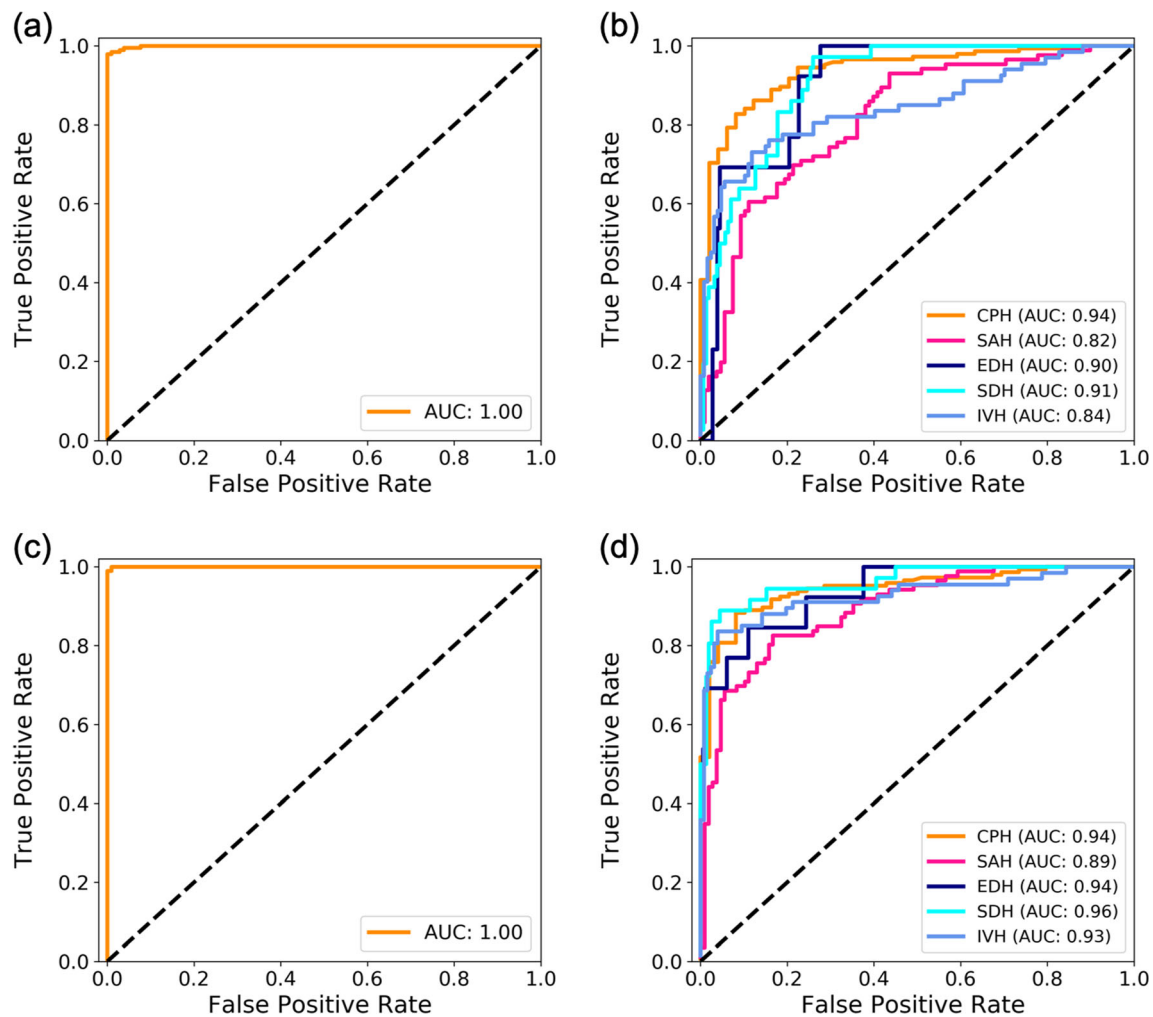 (a)
1.0
0.8
0.6
0.4
0.2
0.0
True Positive Rate
AUC: 1.00
0.0 0.2 0.4 0.6 0.8 1.0
False Positive Rate
(b)
1.0
0.8
0.6
0.4
0.2
0.0
True Positive Rate
CPH (AUC: 0.94)
SAH (AUC: 0.82)
EDH (AUC: 0.90)
SDH (AUC: 0.91)
IVH (AUC: 0.84)
0.0 0.2 0.4 0.6 0.8 1.0
False Positive Rate
(c)
1.0
0.8
0.6
0.4
0.2
0.0
True Positive Rate
AUC: 1.00
0.0 0.2 0.4 0.6 0.8 1.0
False Positive Rate
(d)
1.0
0.8
0.6
0.4
0.2
0.0
True Positive Rate
CPH (AUC: 0.94)
SAH (AUC: 0.89)
EDH (AUC: 0.94)
SDH (AUC: 0.96)
IVH (AUC: 0.93)
0.0 0.2 0.4 0.6 0.8 1.0
False Positive Rate